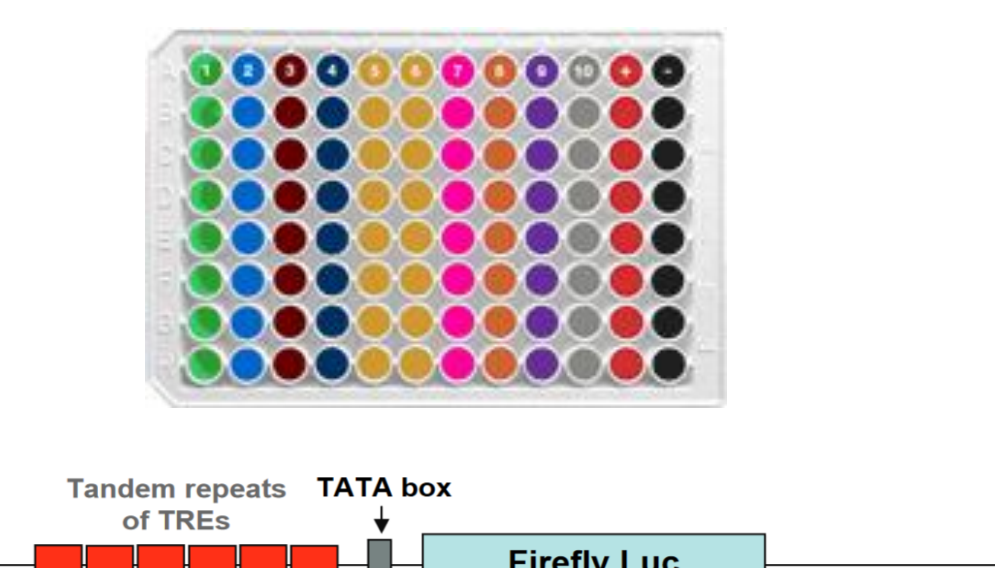 1 2 3 4 5 6 7 8 9 10 + -
Tandem repeats
of TREs
TATA box
Firefly Luc